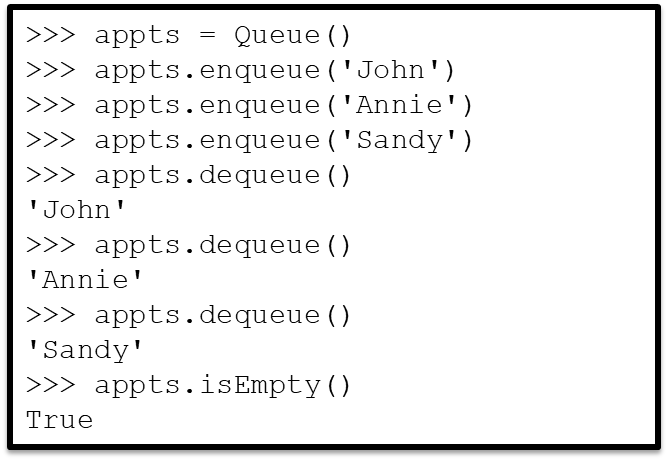 >>> appts = Queue()
>>> appts.enqueue('John')
>>> appts.enqueue('Annie')
>>> appts.enqueue('Sandy')
>>> appts.dequeue()
'John'
>>> appts.dequeue()
'Annie'
>>> appts.dequeue()
'Sandy'
>>> appts.isEmpty()
True